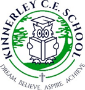 KINNERLEY C.E. SCHOOL
DREAM, BELIEVE, ASPIRE, ACHIEVE